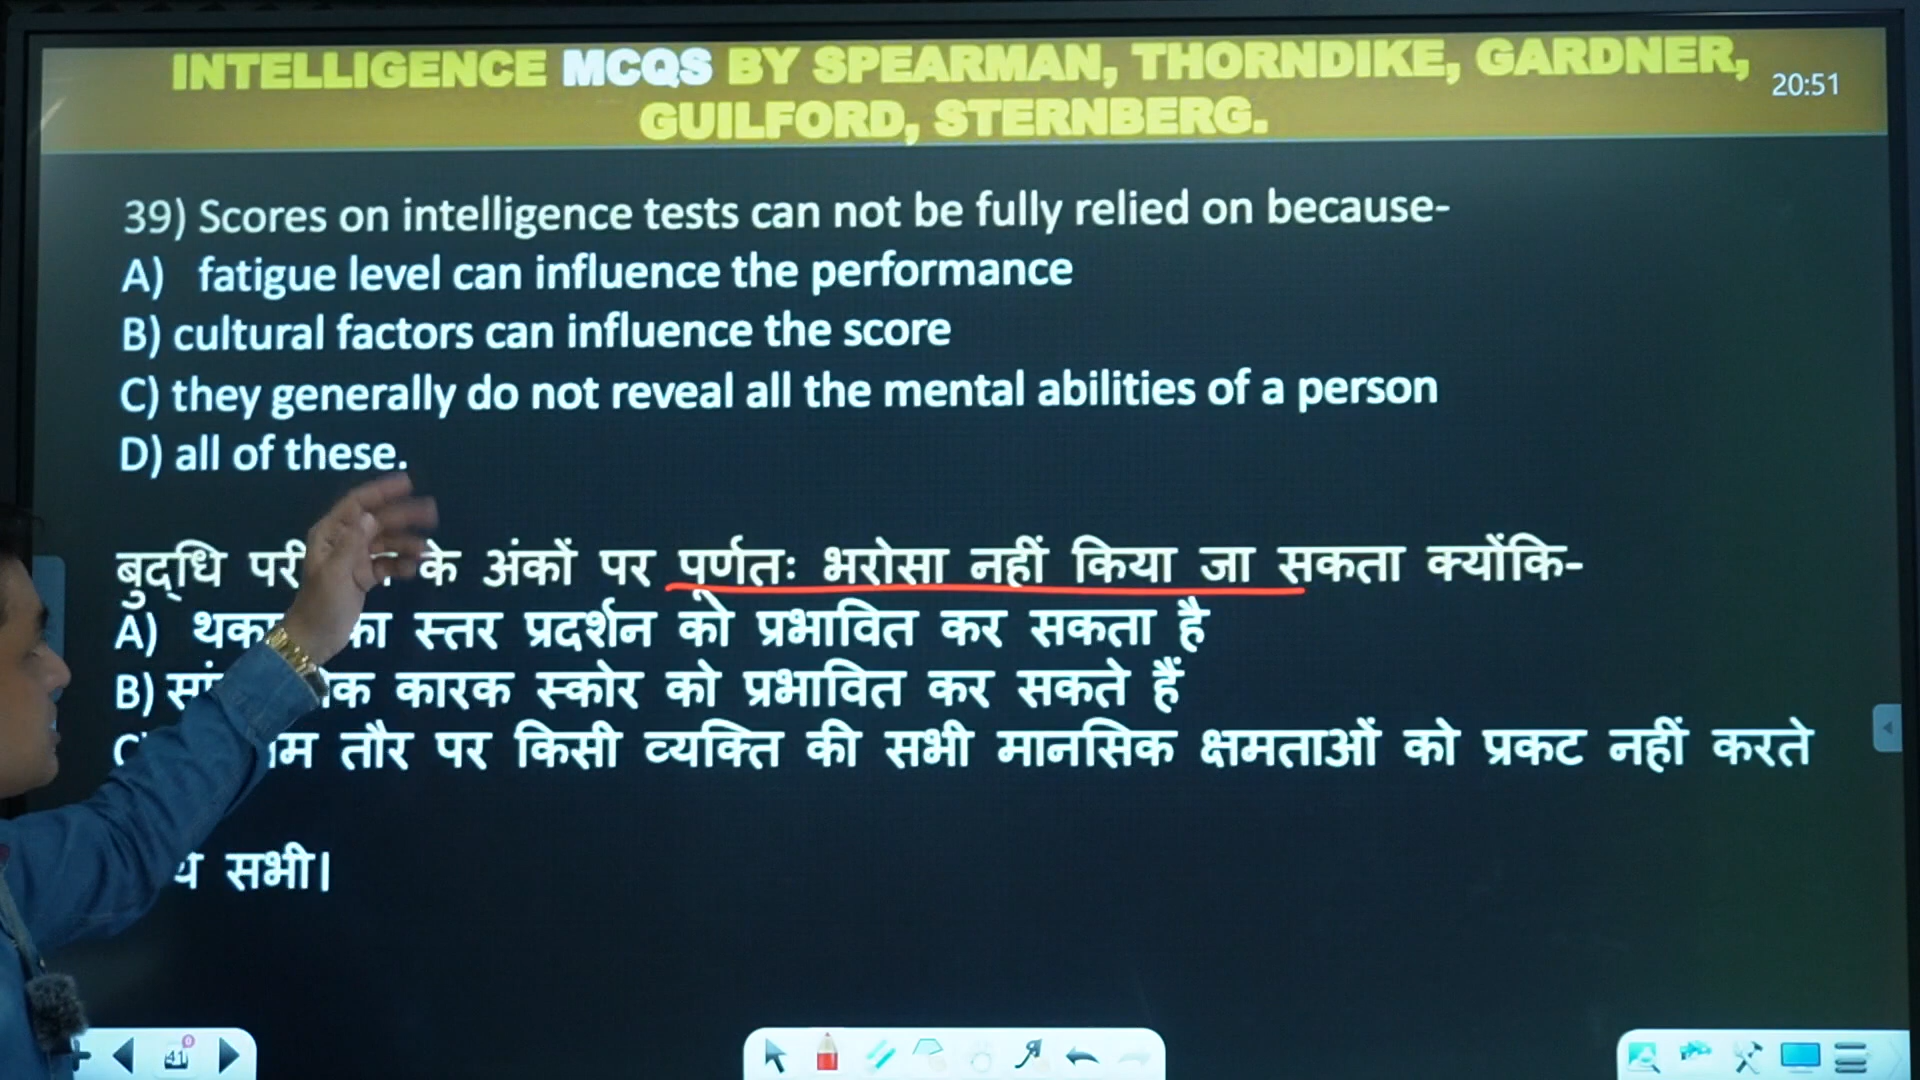 INTELLIGENCE MCQS BY SPEARMAN, THORNDIKE, GARDNER,
GUILFORD, STERNBERG.
20:51
39) Scores on intelligence tests can not be fully relied on because-
A) fatigue level can influence the performance
B) cultural factors can influence the score
C) they generally do not reveal all the mental abilities of a person
D) all of these.
बुद्धि के अंकों पर पूर्णतः भरोसा नहीं किया जा सकता क्योंकि-
A) स्तर प्रदर्शन को प्रभावित कर सकता है
B) कारक स्कोर को प्रभावित कर सकते हैं
तौर पर किसी व्यक्ति की सभी मानसिक क्षमताओं को प्रकट नहीं करते
सभी।
41
0